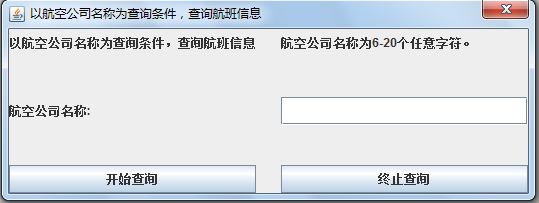 以航空公司名称为查询条件，查询航班信息
以航空公司名称为查询条件，查询航班信息 航空公司名称为6-20个任意字符。
航空公司名称:
开始查询 终止查询